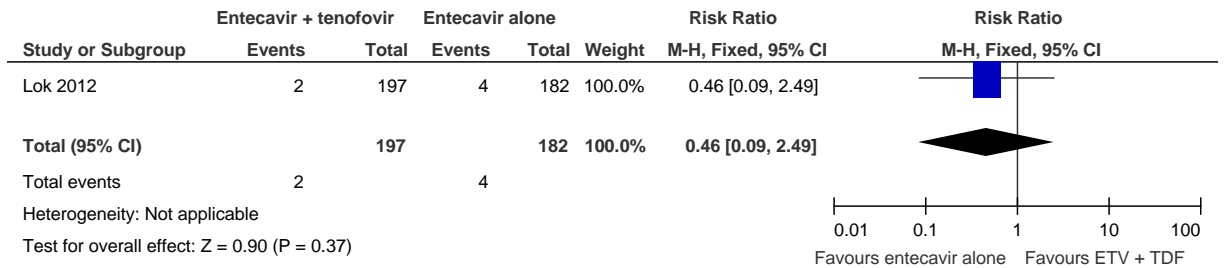 Entecavir + tenofovir Entecavir alone Risk Ratio Risk Ratio
Study or Subgroup Events Total Events Total Weight M-H, Fixed, 95% CI M-H, Fixed, 95% CI
Lok 2012 2 197 4 182 100.0% 0.46 [0.09, 2.49]
Total (95% CI) 197 182 100.0% 0.46 [0.09, 2.49]
Total events 2 4
Heterogeneity: Not applicable
Test for overall effect: Z = 0.90 (P = 0.37)
0.01 0.1 1 10 100
Favours entecavir alone Favours ETV + TDF